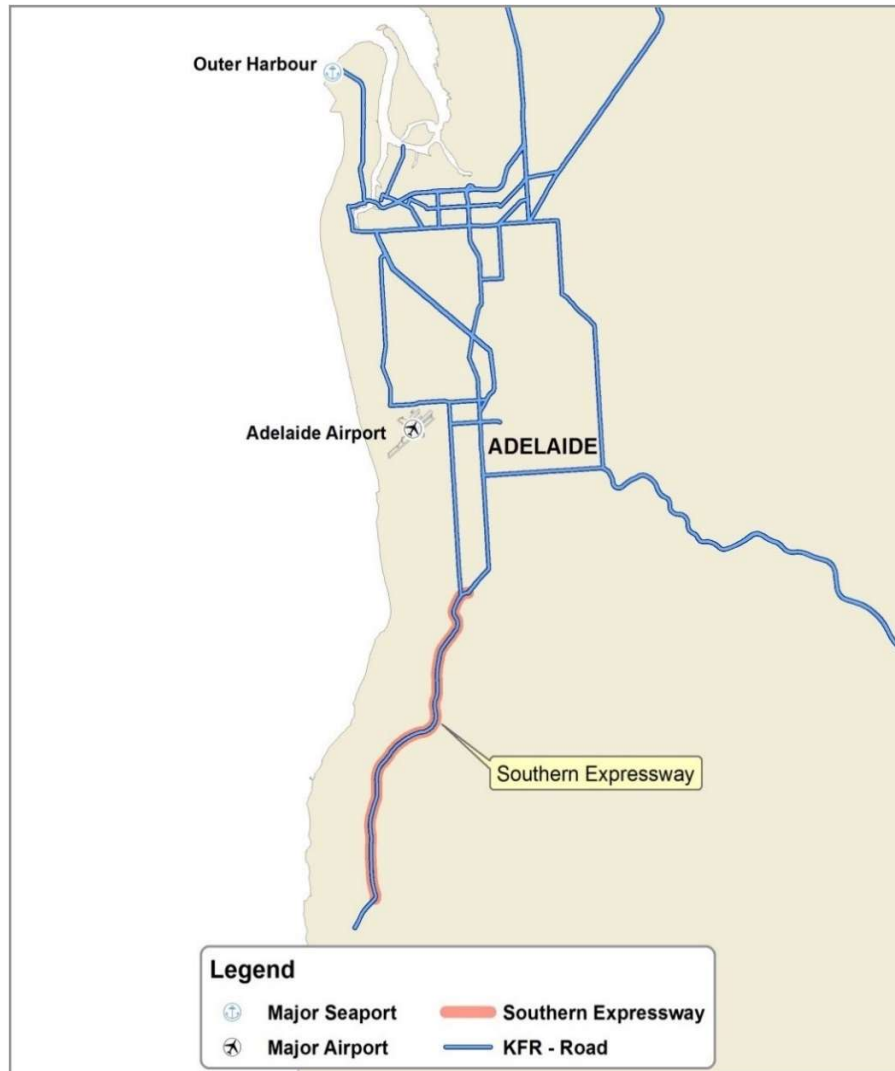 Outer Harbour
Adelaide Airport
ADELAIDE
Southern Expressway
Legend
Major Seaport
Southern Expressway
Major Airport
KFR - Road